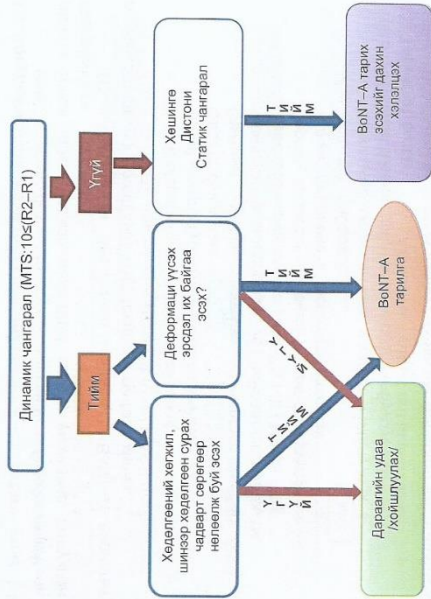 Динамик чангарал (MTS:10≤(R2–R1)
Тийм
Үгүй
Хөдөлгөөний хөгжил,
шинээр хөдөлгөөн сурах
чадварт сөргөөр
нөлөөлж буй эсэх
Деформаци үүсэх
эрсдэл их байгаа
эсэх?
Хөшингө
Дистони
Статик чангарал
Үгүй
Тийм
Үгүй
Тийм
Тийм
Дараагийн удаа
/хойшлуулах/
BoNT–A
тарилга
BoNT–A тарих
эсэхийг дахин
хэлэлцэх